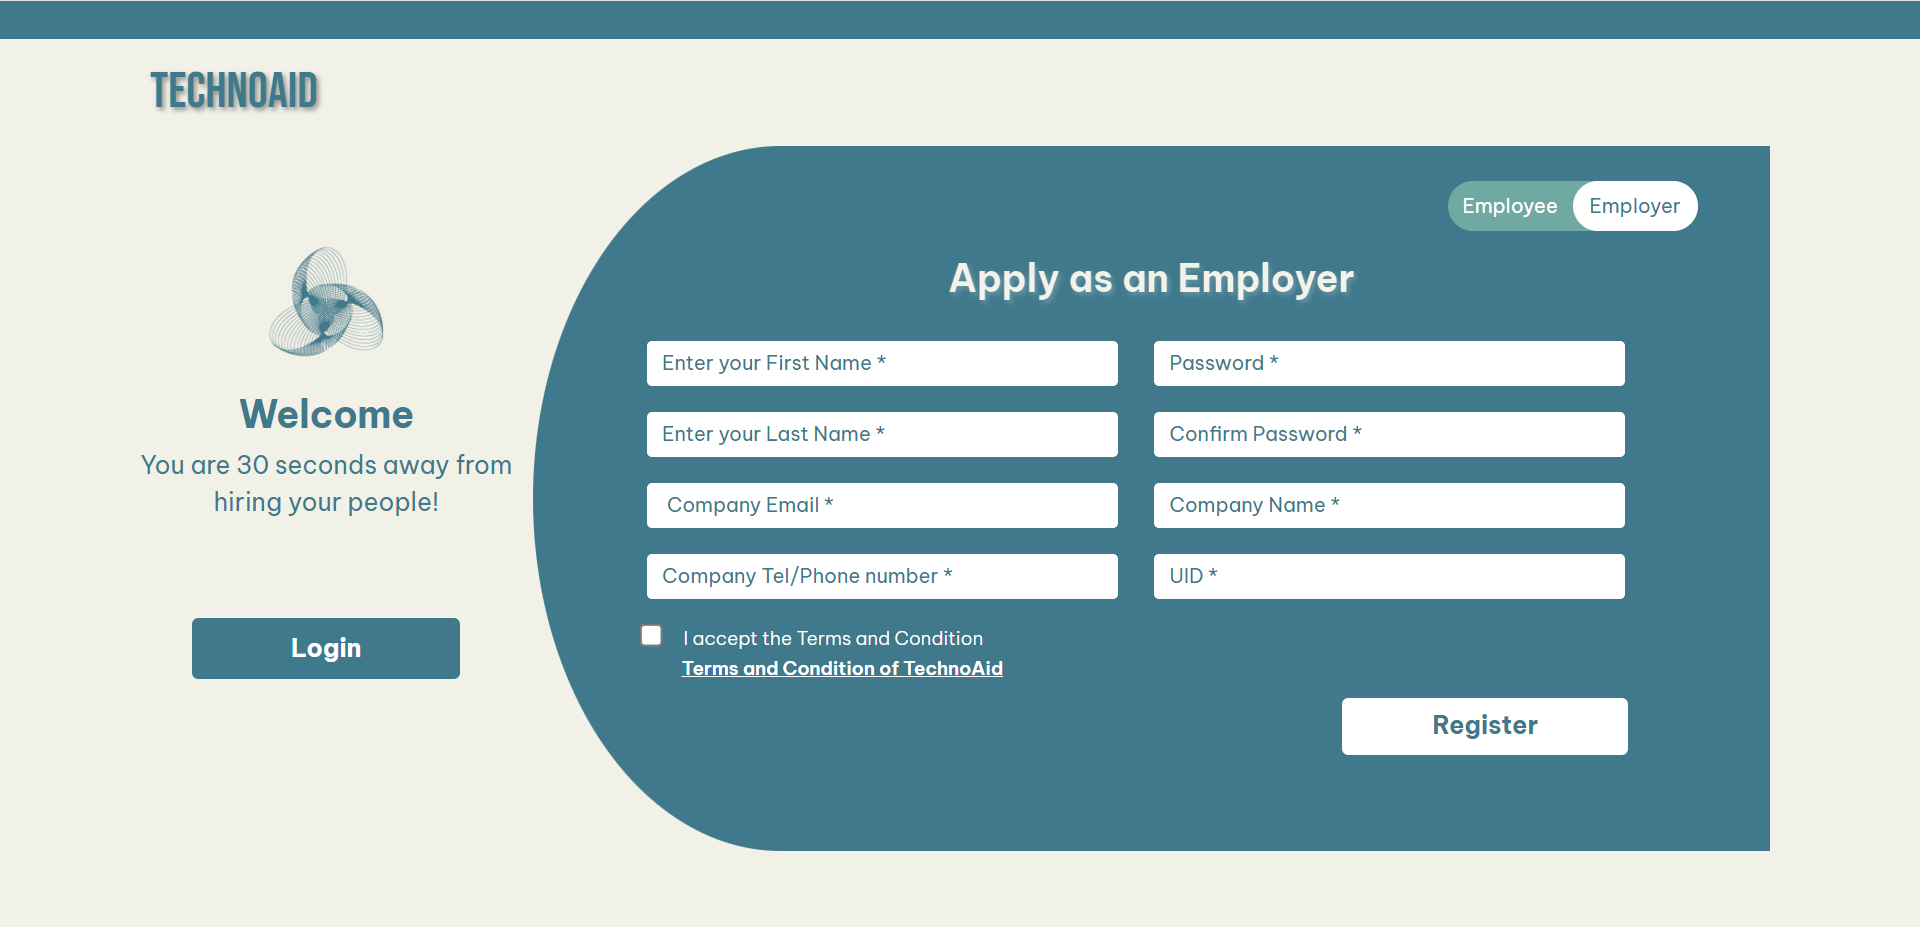 TECHNOAID
Welcome
You are 30 seconds away from
hiring your people!
Login
Employee
Employer
Apply as an Employer
Enter your First Name *
Password *
Enter your Last Name *
Confirm Password *
Company Email *
Company Name *
Company Tel/Phone number *
UID *
I accept the Terms and Condition
Terms and Condition of TechnoAid
Register